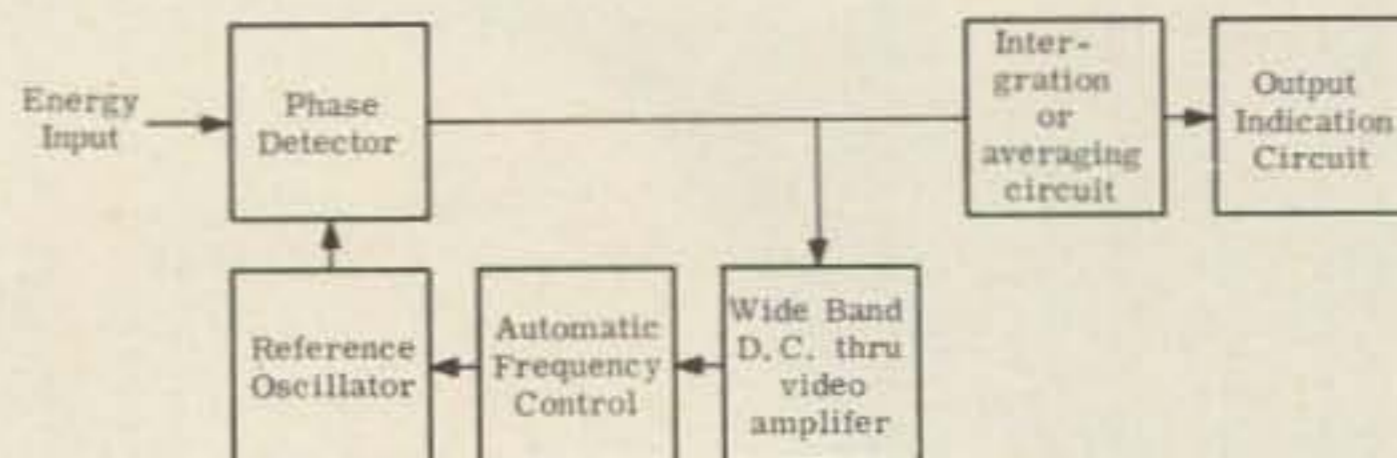 Energy
Input
Phase
Detector
Inter-
gration
or
averaging
circuit
Output
Indication
Circuit
Reference
Oscillator
Automatic
Frequency
Control
Wide Band
D.C. thru
video
amplifer